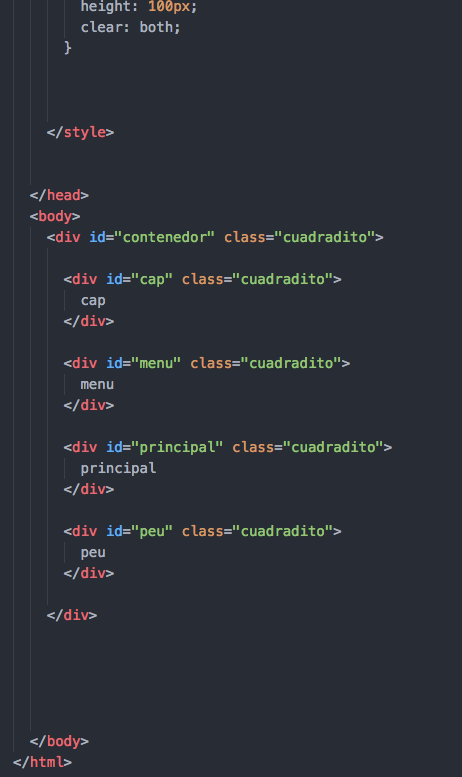 height: 100px;
clear: both;
}
</style>
</head>
<body>
<div id="contenedor" class="cuadradito">
<div id="cap" class="cuadradito">
cap
</div>
<div id="menu" class="cuadradito">
menu
</div>
<div id="principal" class="cuadradito">
principal
</div>
<div id="peu" class="cuadradito">
peu
</div>
</div>
</body>
</html>